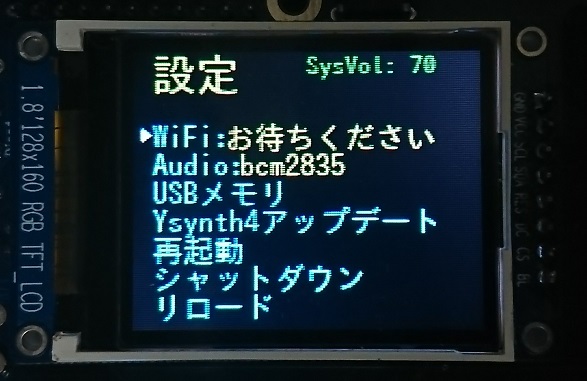 設定
SysVol: 70
▶WiFi:お待ちください
Audio:bcm2835
USBメモリ
Ysynth4アップデート
再起動
シャットダウン
リロード
1.8'128x160 RGB TFT_LCD